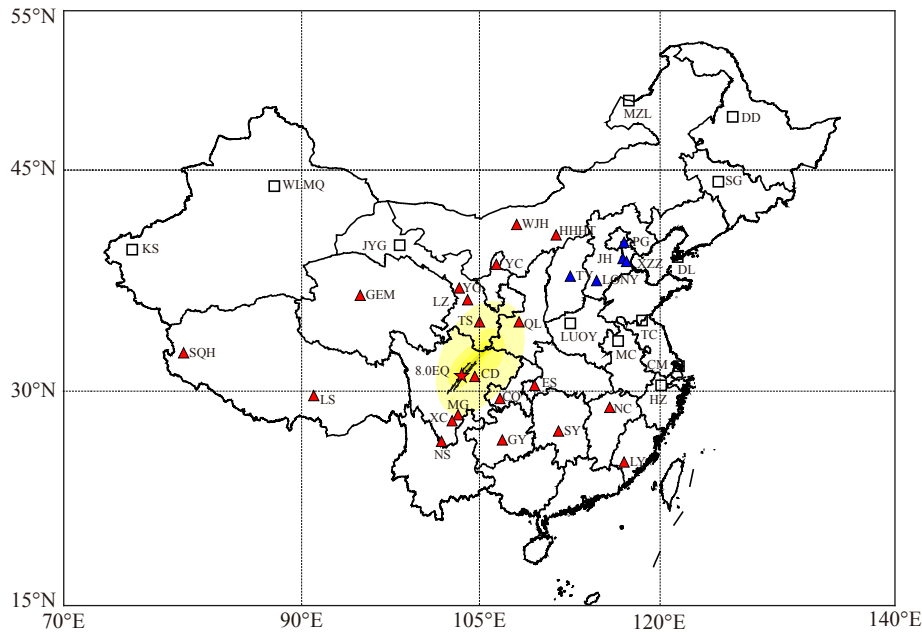 55°N
MZL
DD
45°N
WLMQ
SG
WJH
HHHT
PG
KS
JYG
JH
XZZ
YC
DL
TY
LONY
GEM
LZ
TS
QL
LUOY
TC
SQH
MC
CM
8.0EQ
CD
30°N
ES
HZ
LS
CQ
MG
NC
XC
SY
GY
NS
LY
15°N
70°E
90°E
105°E
120°E
140°E